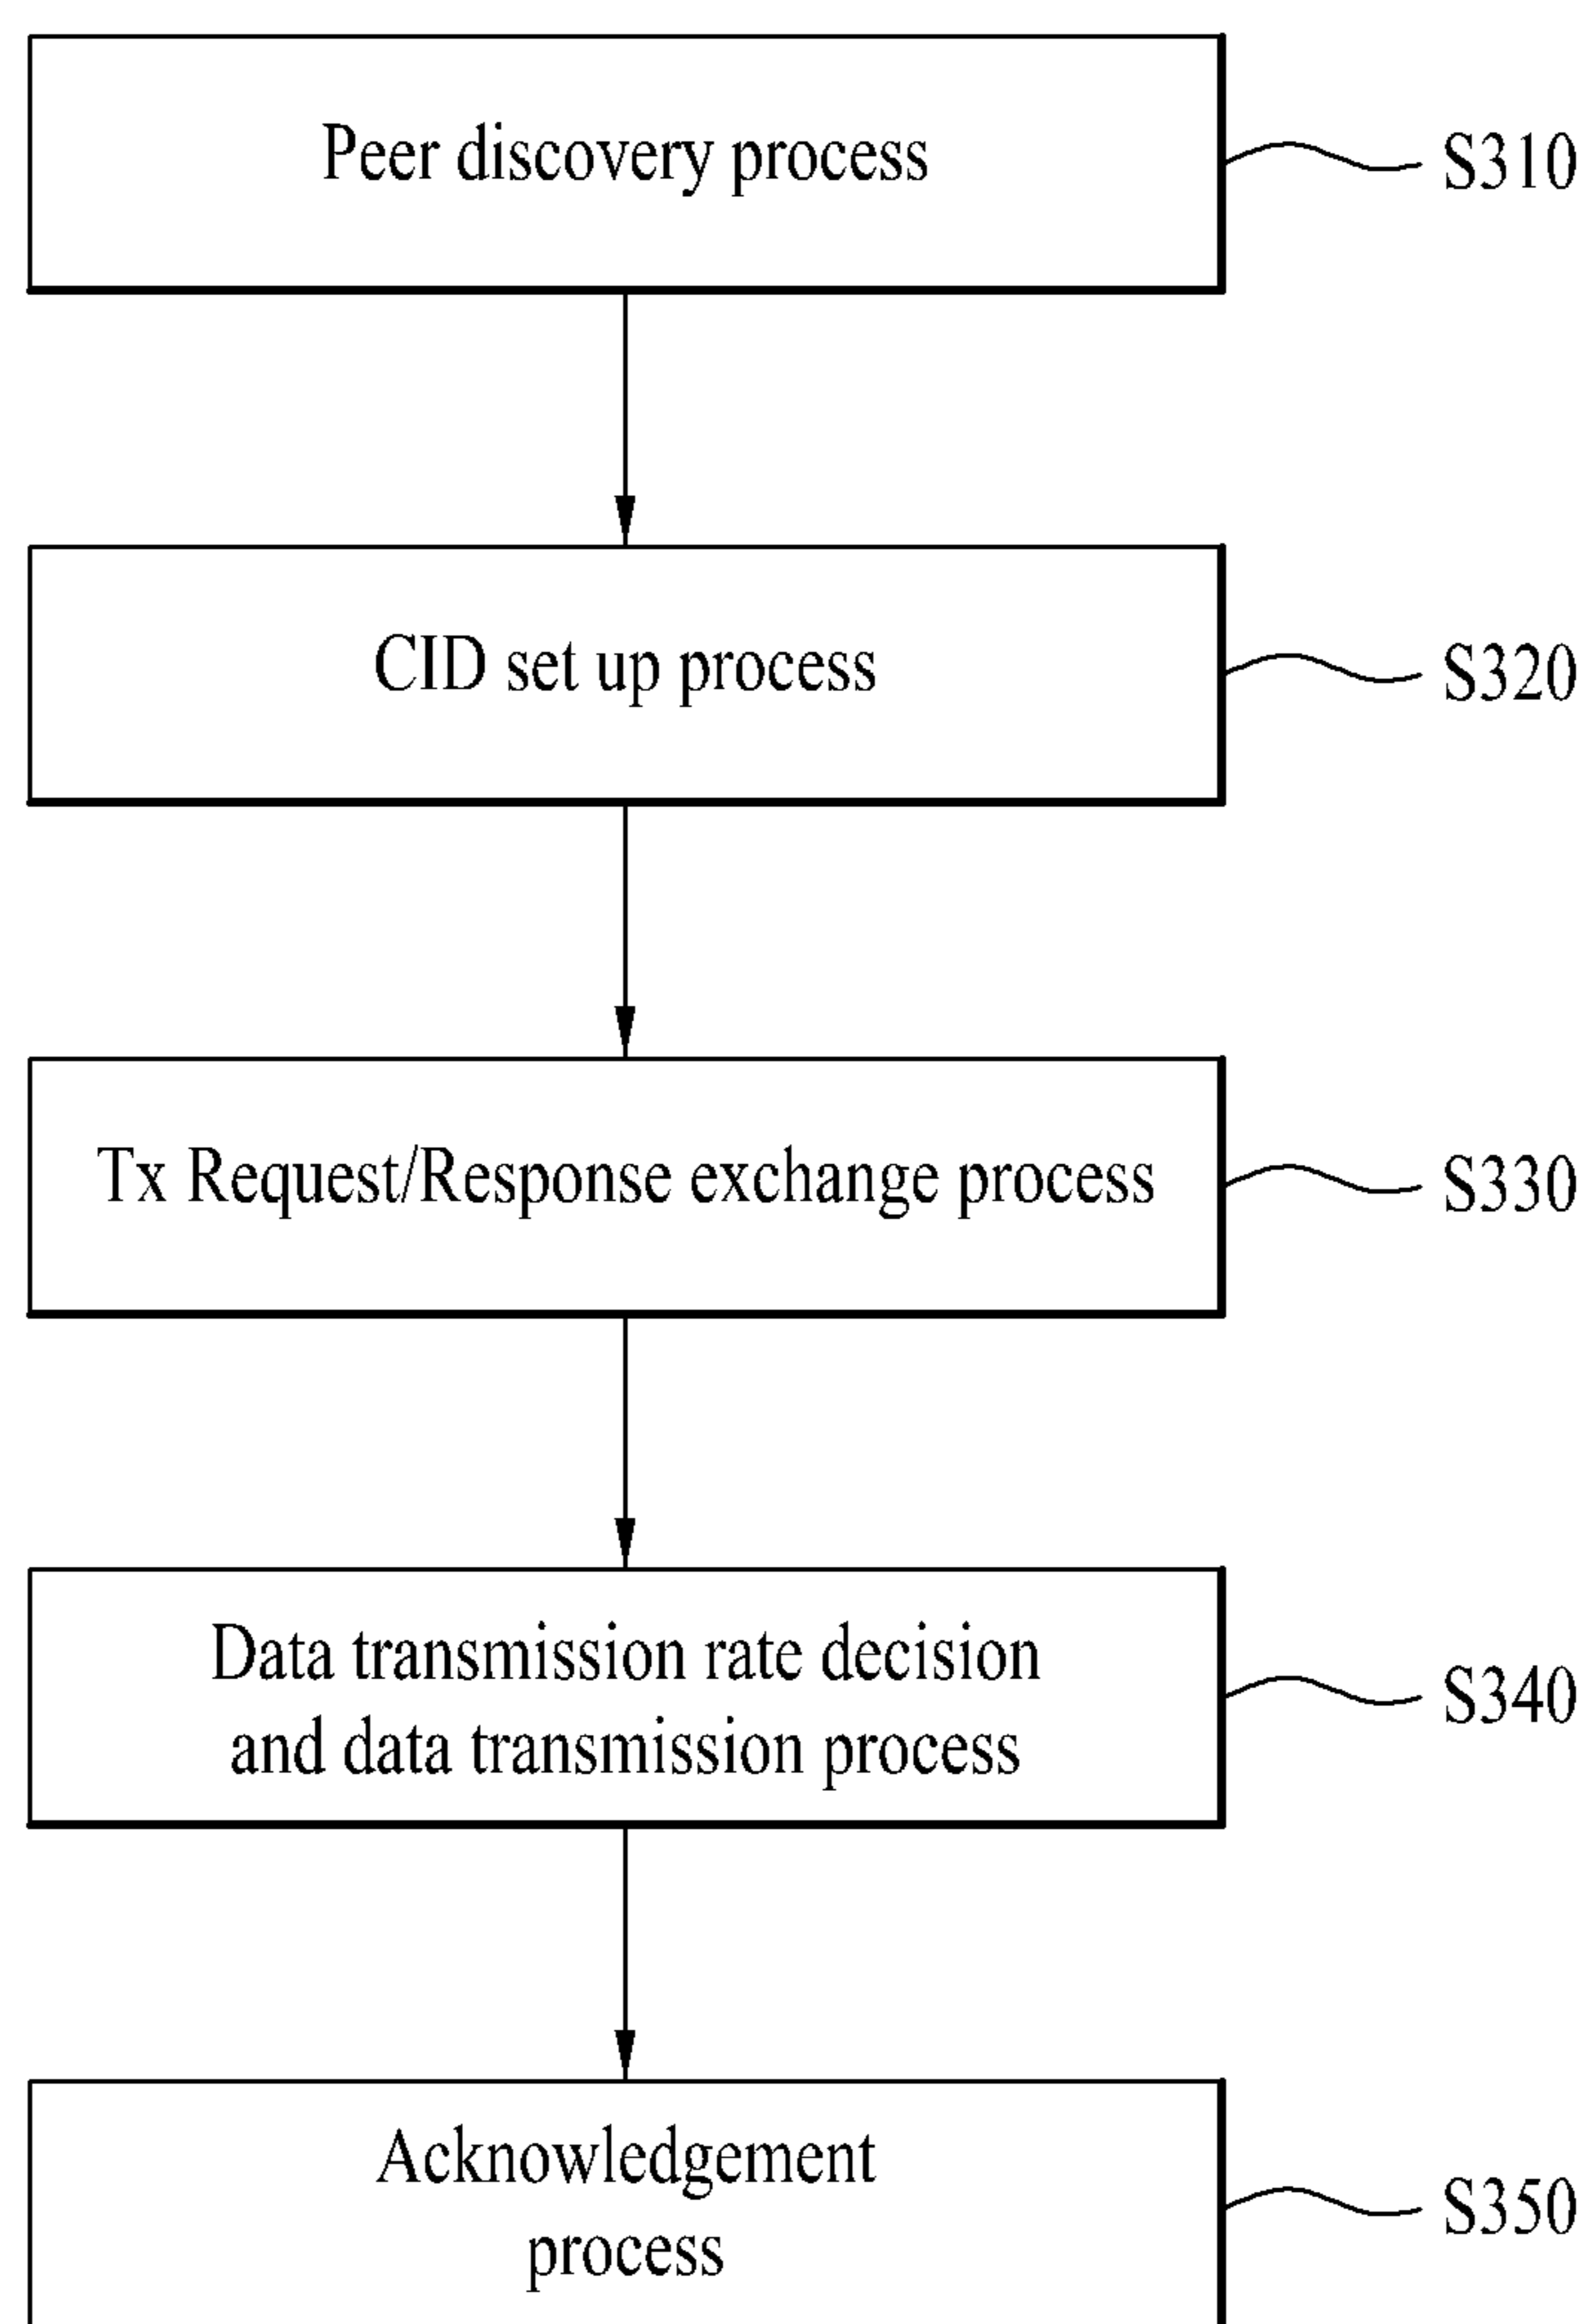 Peer discovery process
S310
CID set up process
S320
Tx Request/Response exchange process
S330
Data transmission rate decision
and data transmission process
S340
Acknowledgement
process
S350